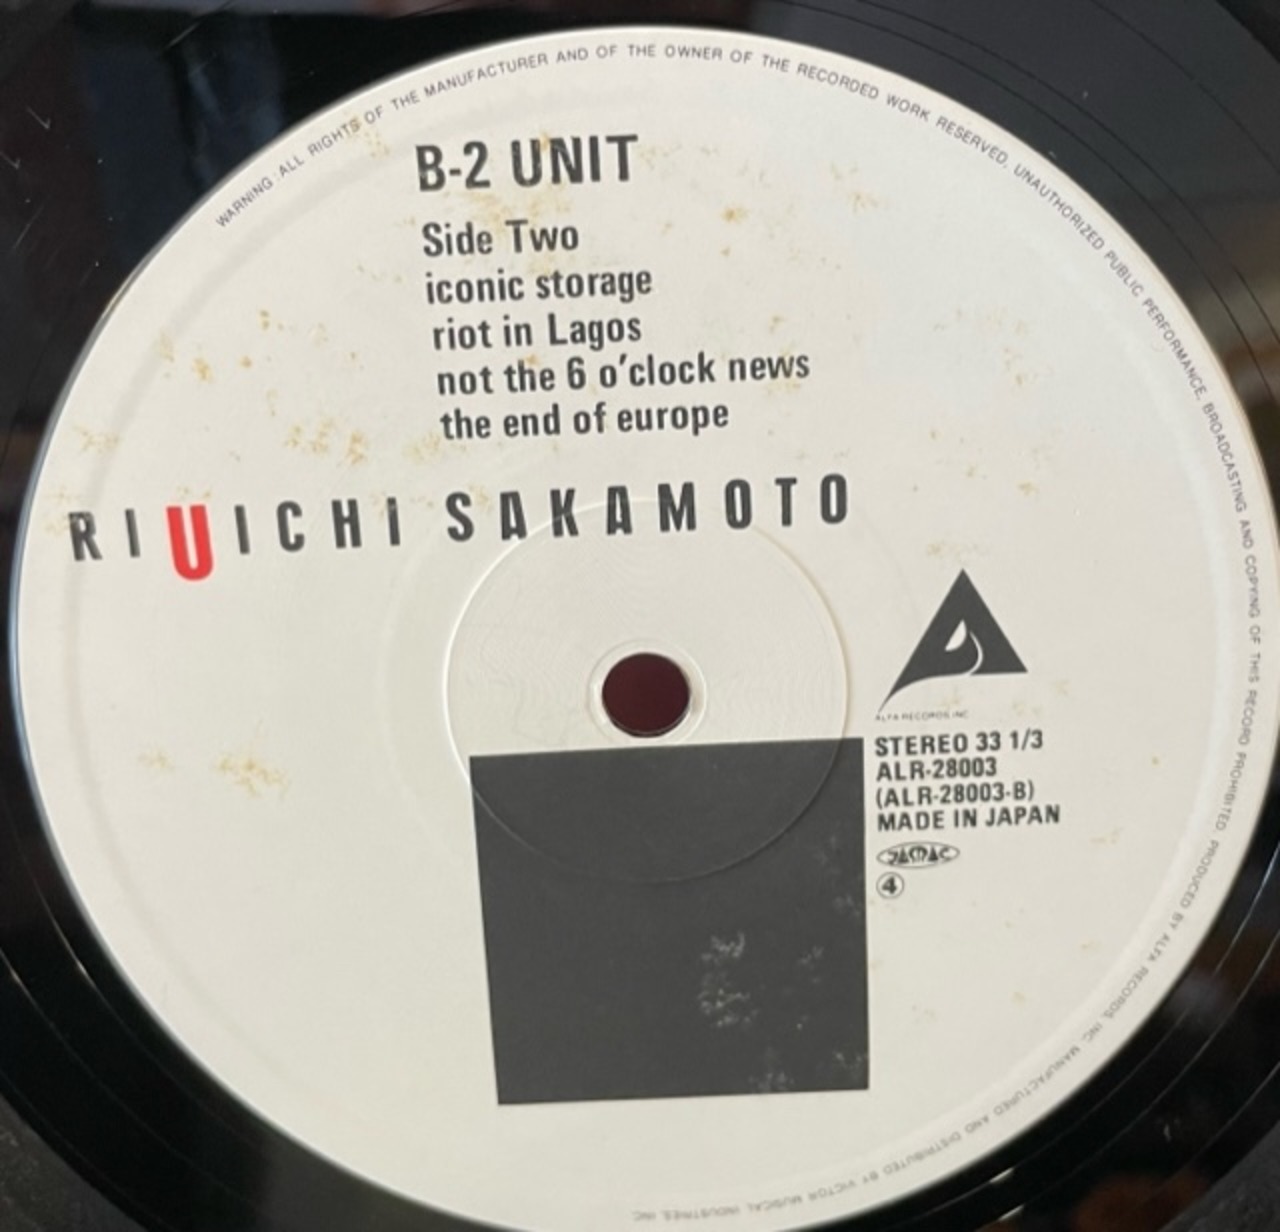 WARNING : ALL RIGHTS OF THE MANUFACTURER AND OF THE OWNER OF THE RECORDED WORK RESERVED. UNAUTHORIZED PUBLIC PERFORMANCE, BROADCASTING AND COPYING OF THIS RECORD PROHIBITED. PRODUCED BY ALFA RECORDS, INC. MANUFACTURED AND DISTRIBUTED BY VICTOR MUSICAL INDUSTRIES, INC.
B-2 UNIT
Side Two
iconic storage
riot in Lagos
not the 6 o'clock news
the end of europe
RIUICHI SAKAMOTO
ALFA RECORDS, INC
STEREO 33 1/3
ALR-28003
(ALR-28003-B)
MADE IN JAPAN
JASRAC
4